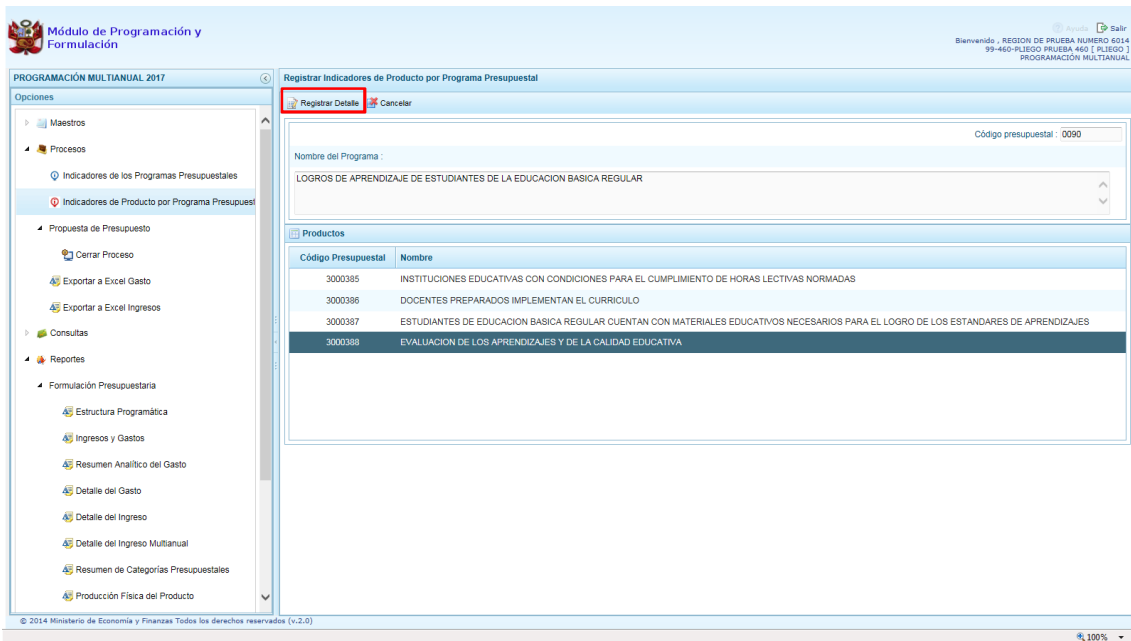 Módulo de Programación y
Formulación
Ayuda Salir
Bienvenido , REGION DE PRUEBA NUMERO 6014
99-460-PLIEGO PRUEBA 460 [ PLIEGO ]
PROGRAMACIÓN MULTIANUAL
PROGRAMACIÓN MULTIANUAL 2017
Opciones
Maestros
Procesos
Indicadores de los Programas Presupuestales
Indicadores de Producto por Programa Presupuest
Propuesta de Presupuesto
Cerrar Proceso
Exportar a Excel Gasto
Exportar a Excel Ingresos
Consultas
Reportes
Formulación Presupuestaria
Estructura Programática
Ingresos y Gastos
Resumen Analítico del Gasto
Detalle del Gasto
Detalle del Ingreso
Detalle del Ingreso Multianual
Resumen de Categorías Presupuestales
Producción Física del Producto
Registrar Indicadores de Producto por Programa Presupuestal
Registrar Detalle Cancelar
Código presupuestal : 0090
Nombre del Programa :
LOGROS DE APRENDIZAJE DE ESTUDIANTES DE LA EDUCACION BASICA REGULAR
Productos
Código Presupuestal Nombre
3000385 INSTITUCIONES EDUCATIVAS CON CONDICIONES PARA EL CUMPLIMIENTO DE HORAS LECTIVAS NORMADAS
3000386 DOCENTES PREPARADOS IMPLEMENTAN EL CURRICULO
3000387 ESTUDIANTES DE EDUCACION BASICA REGULAR CUENTAN CON MATERIALES EDUCATIVOS NECESARIOS PARA EL LOGRO DE LOS ESTANDARES DE APRENDIZAJES
3000388 EVALUACION DE LOS APRENDIZAJES Y DE LA CALIDAD EDUCATIVA
© 2014 Ministerio de Economía y Finanzas Todos los derechos reservados (v.2.0)
100%